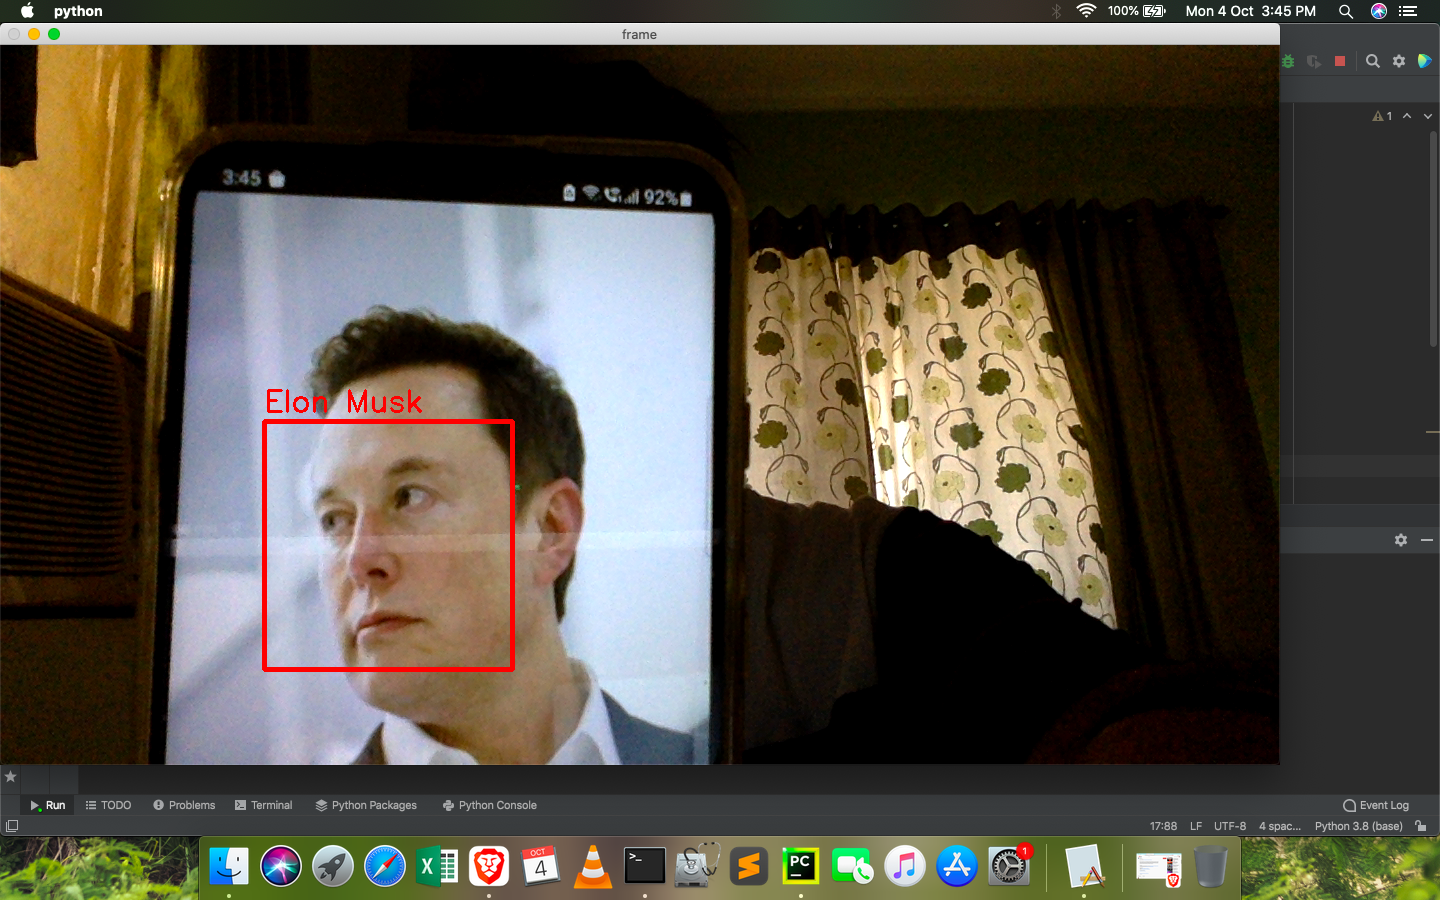 python
100%
Mon 4 Oct 3:45 PM
frame
1
3:45
92%
Elon Musk
Run
TODO
Problems
Terminal
Python Packages
Python Console
Event Log
17:88
LF
UTF-8
4 spac...
Python 3.8 (base)
OCT
4
>_
PC
1